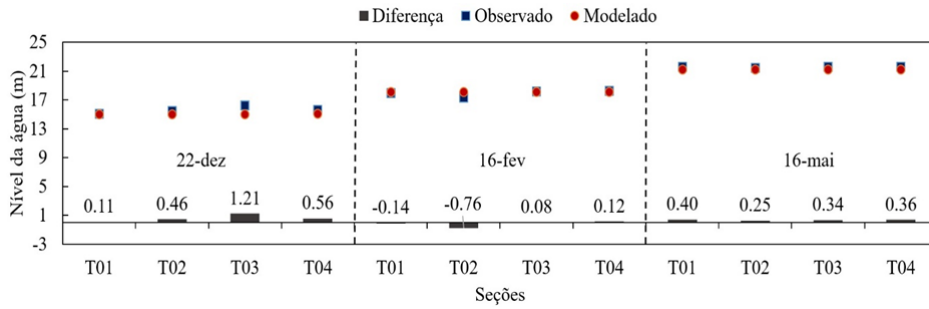 Diferença Observado Modelado
Nível da água (m)
25
21
17
13
9
5
1
-3
22-dez 16-fev 16-mai
0.11 0.46 1.21 0.56 -0.14 -0.76 0.08 0.12 0.40 0.25 0.34 0.36
T01 T02 T03 T04 T01 T02 T03 T04 T01 T02 T03 T04
Seções